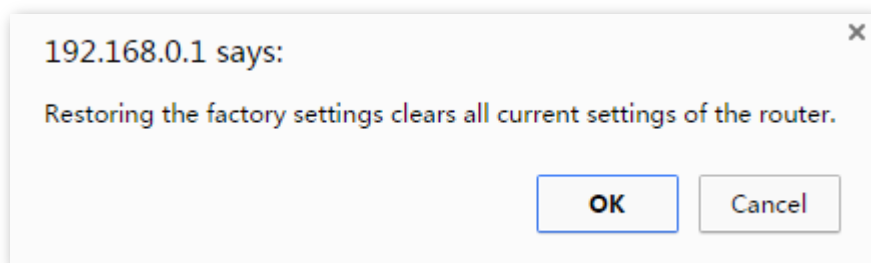 192.168.0.1 says:
Restoring the factory settings clears all current settings of the router.
OK Cancel